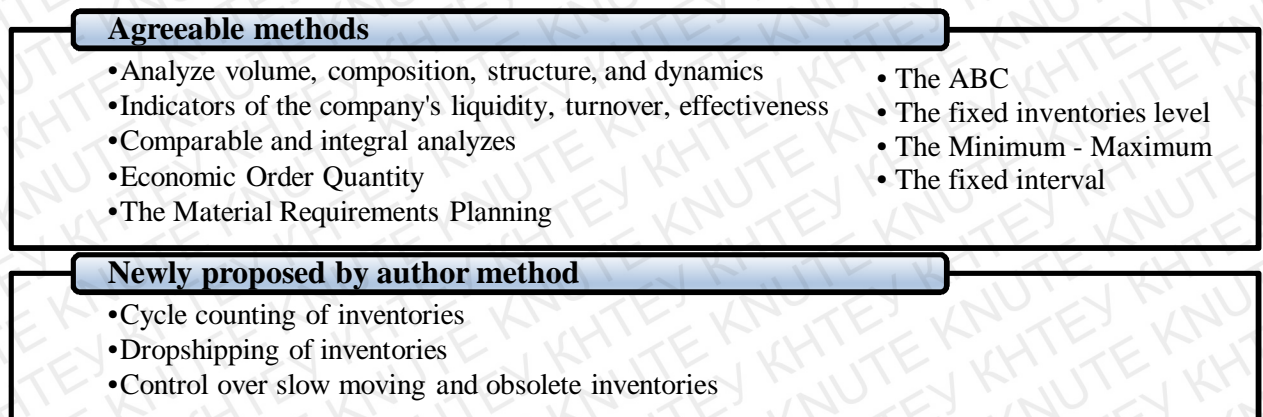 Agreeable methods
•Analyze volume, composition, structure, and dynamics
•Indicators of the company's liquidity, turnover, effectiveness
•Comparable and integral analyzes
•Economic Order Quantity
•The Material Requirements Planning
• The ABC
• The fixed inventories level
• The Minimum - Maximum
• The fixed interval
Newly proposed by author method
•Cycle counting of inventories
•Dropshipping of inventories
•Control over slow moving and obsolete inventories